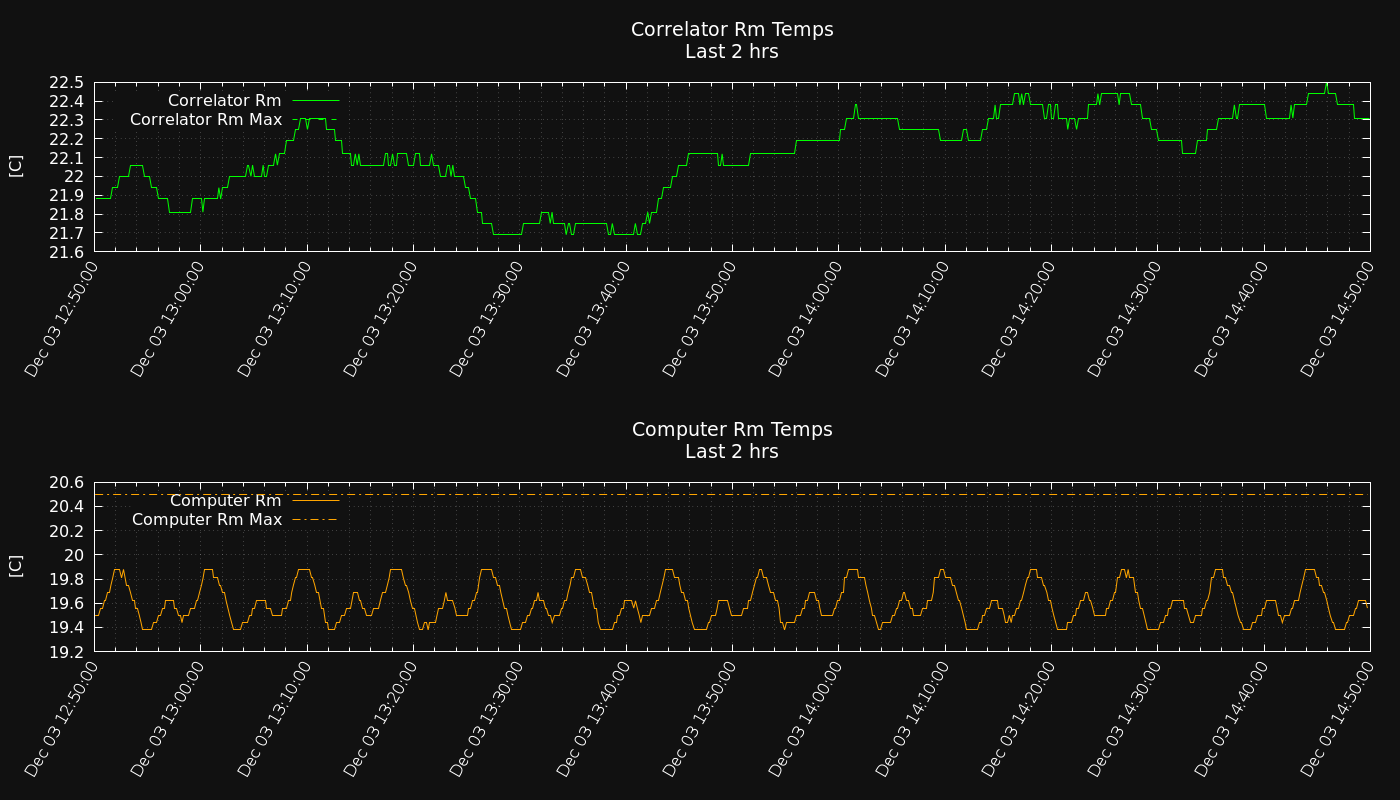 Correlator Rm Temps
Last 2 hrs
22.5
22.4
22.3
22.2
22.1
22
21.9
21.8
21.7
21.6
[C]
Correlator Rm
Correlator Rm Max
Dec 03 12:50:00
Dec 03 13:00:00
Dec 03 13:10:00
Dec 03 13:20:00
Dec 03 13:30:00
Dec 03 13:40:00
Dec 03 13:50:00
Dec 03 14:00:00
Dec 03 14:10:00
Dec 03 14:20:00
Dec 03 14:30:00
Dec 03 14:40:00
Dec 03 14:50:00
Computer Rm Temps
Last 2 hrs
20.6
20.4
20.2
20
19.8
19.6
19.4
19.2
[C]
Computer Rm
Computer Rm Max
Dec 03 12:50:00
Dec 03 13:00:00
Dec 03 13:10:00
Dec 03 13:20:00
Dec 03 13:30:00
Dec 03 13:40:00
Dec 03 13:50:00
Dec 03 14:00:00
Dec 03 14:10:00
Dec 03 14:20:00
Dec 03 14:30:00
Dec 03 14:40:00
Dec 03 14:50:00